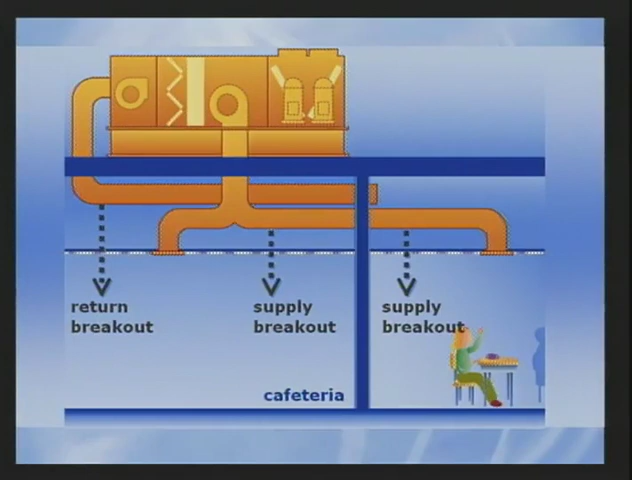 return
breakout
supply
breakout
supply
breakout
cafeteria